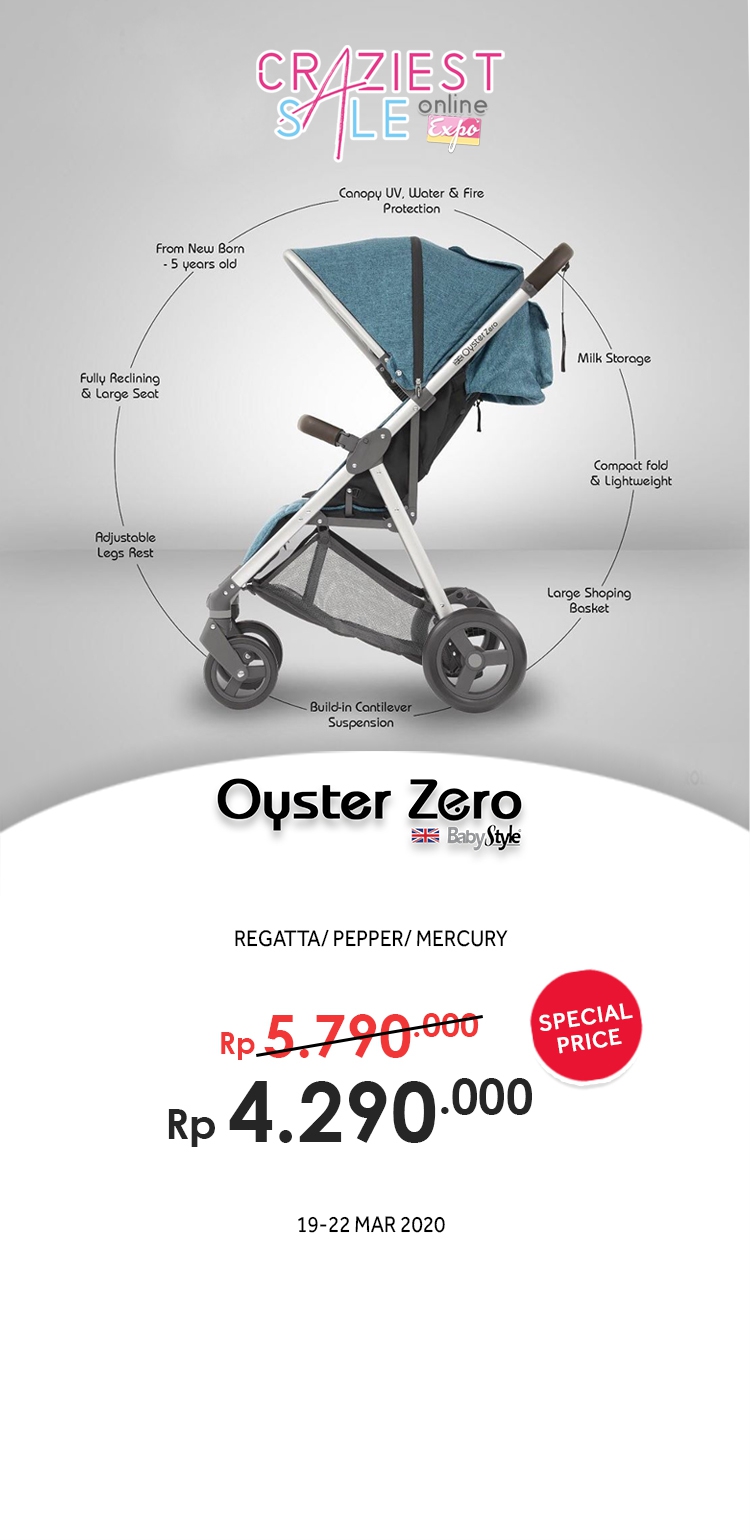 CRAZIEST
SALE online
Expo
Canopy UV, Water & Fire
Protection
From New Born
- 5 years old
OysterZero
Milk Storage
Fully Reclining
& Large Seat
Compact Fold
& Lightweight
Adjustable
Legs Rest
Large Shoping
Basket
Build-in Cantilever
Suspension
Oyster Zero
BabyStyle
REGATTA/ PEPPER/ MERCURY
Rp 5.790.000
SPECIAL
PRICE
Rp 4.290.000
19-22 MAR 2020